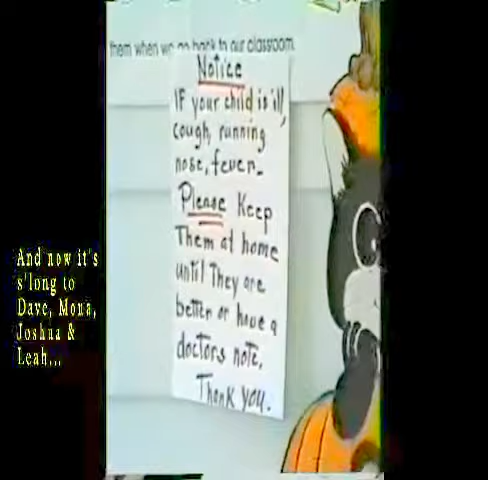 them when we go back to our classroom.
Notice
IF your child is ill,
cough, running
nose, fever.
Please Keep
Them at home
until They are
better or have a
doctors note.
Thank you.
And now it's
s'long to
Dave, Mona,
Joshua &
Leah...